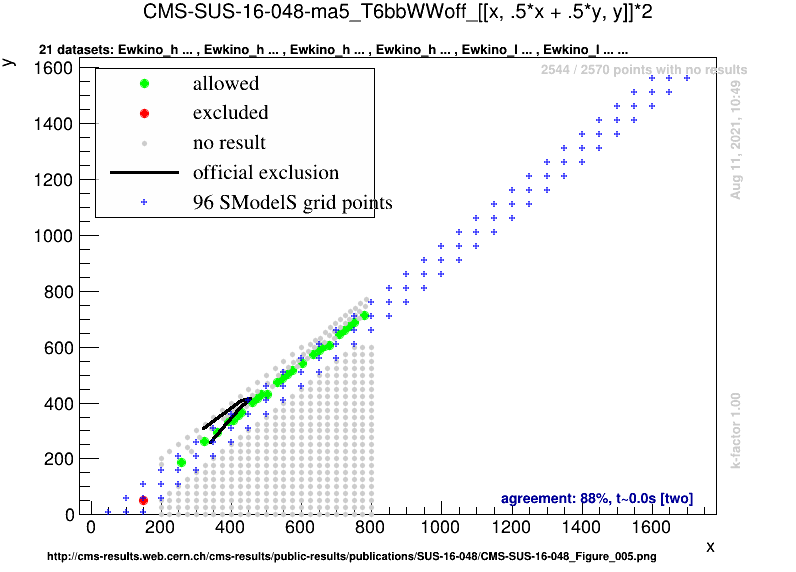 CMS-SUS-16-048-ma5_T6bbWWoff_[[x, .5*x + .5*y, y]]*2
21 datasets: Ewkino_h ... , Ewkino_h ... , Ewkino_h ... , Ewkino_h ... , Ewkino_l ... , Ewkino_l ... ...
y
2544 / 2570 points with no results
allowed
excluded
no result
official exclusion
96 SModelS grid points
Aug 11, 2021, 10:49
k-factor 1.00
1600
1400
1200
1000
800
600
400
200
0
agreement: 88%, t~0.0s [two]
0 200 400 600 800 1000 1200 1400 1600
x
http://cms-results.web.cern.ch/cms-results/public-results/publications/SUS-16-048/CMS-SUS-16-048_Figure_005.png